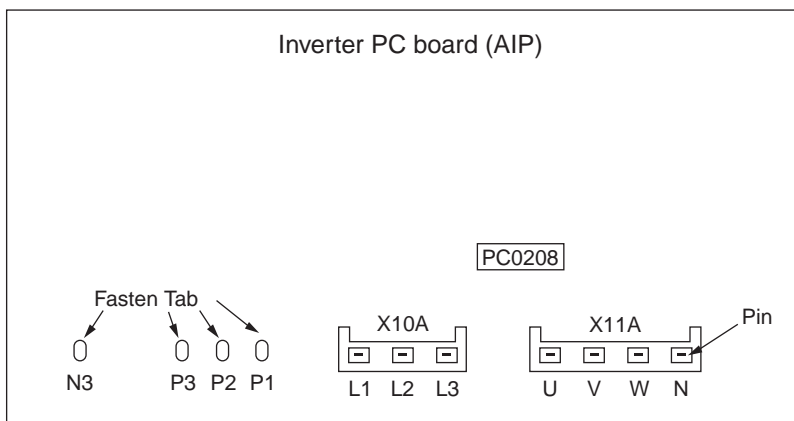 Inverter PC board (AIP)
PC0208
Fasten Tab
X10A
X11A
Pin
N3 P3 P2 P1 L1 L2 L3 U V W N